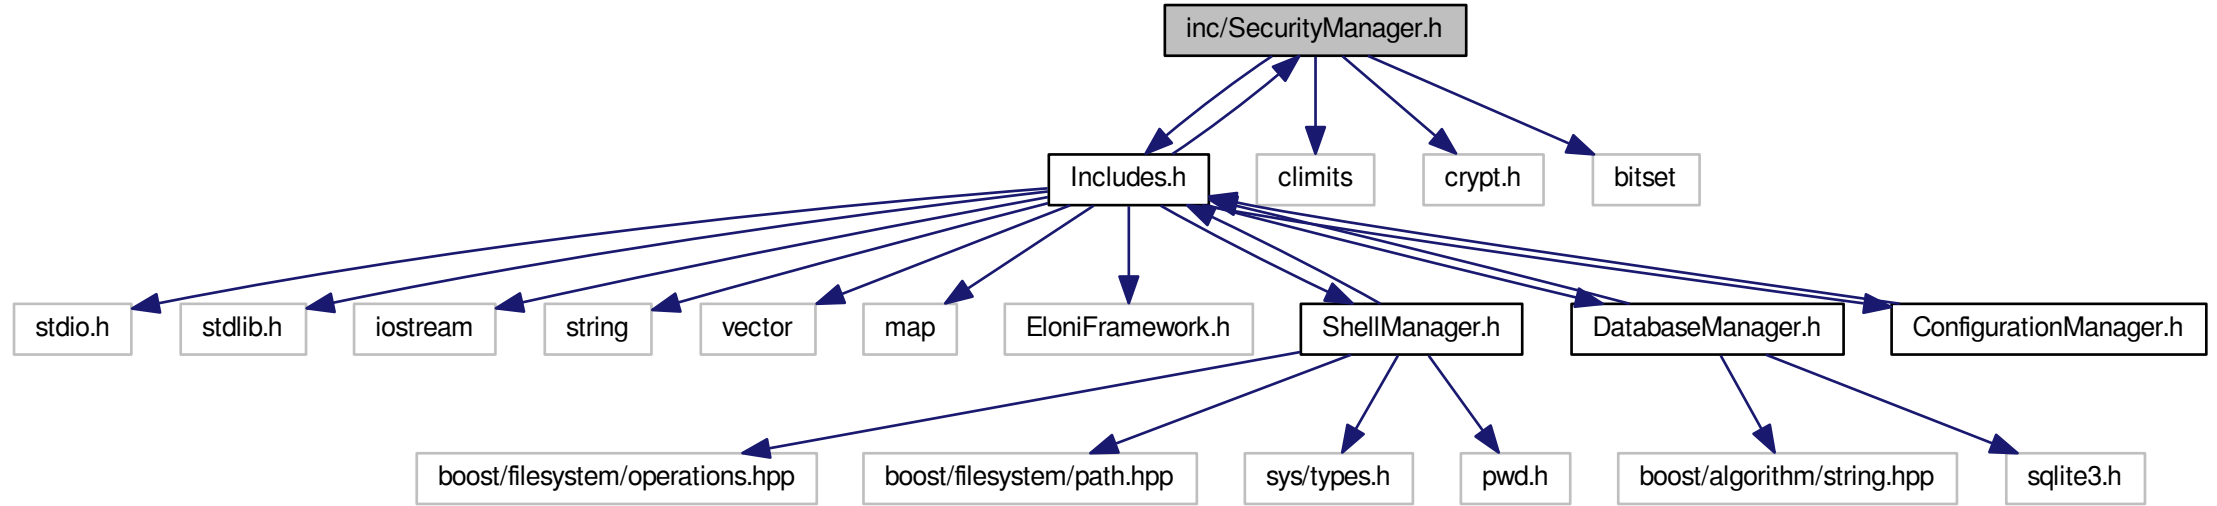 inc/SecurityManager.h
Includes.h
climits
crypt.h
bitset
stdio.h
stdlib.h
iostream
string
vector
map
EloniFramework.h
ShellManager.h
DatabaseManager.h
ConfigurationManager.h
boost/filesystem/operations.hpp
boost/filesystem/path.hpp
sys/types.h
pwd.h
boost/algorithm/string.hpp
sqlite3.h